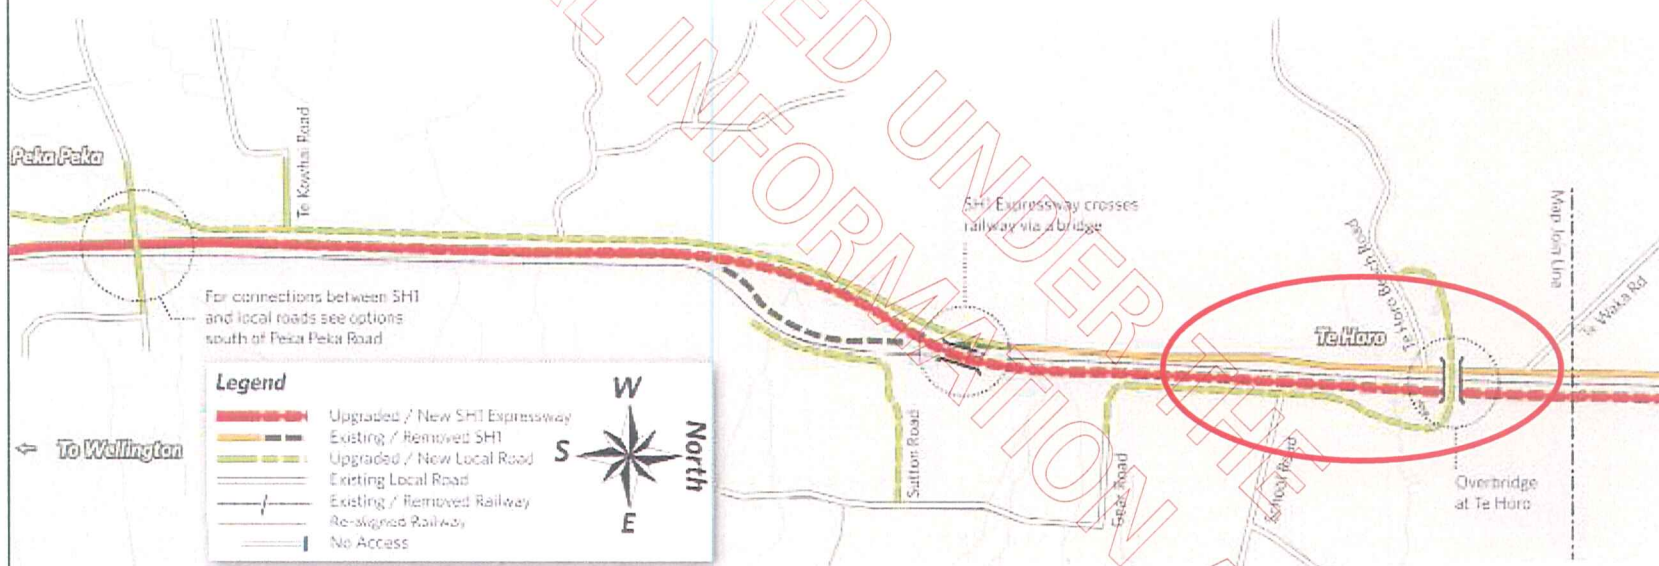 ED UNDER THE
AL INFORMATION
Peka Peka
Te Kowhai Road
For connections between SH1
and local roads see options
south of Peka Peka Road
SH1 Expressway crosses
railway via a bridge
Te Horo Beach Road
Te Horo
Map Join Line
Te Waka Rd
To Wellington
Legend
Upgraded / New SH1 Expressway
Existing / Removed SH1
Upgraded / New Local Road
Existing Local Road
Existing / Removed Railway
Re-aligned Railway
No Access
W
S
North
E
Sutton Road
Gear Road
School Road
Overbridge
at Te Horo